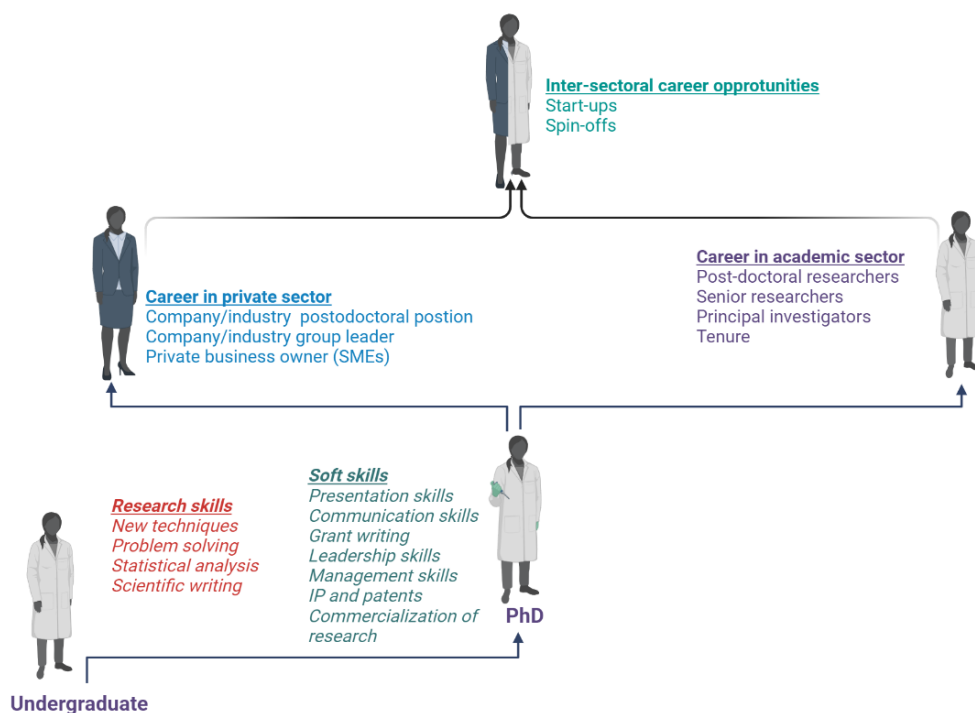 Inter-sectoral career opprotunities
Start-ups
Spin-offs
Career in private sector
Company/industry  postodoctoral postion
Company/industry group leader
Private business owner (SMEs)
Career in academic sector
Post-doctoral researchers
Senior researchers
Principal investigators
Tenure
Research skills
New techniques
Problem solving
Statistical analysis
Scientific writing
Soft skills
Presentation skills
Communication skills
Grant writing
Leadership skills
Management skills
IP and patents
Commercialization of
research
PhD
Undergraduate